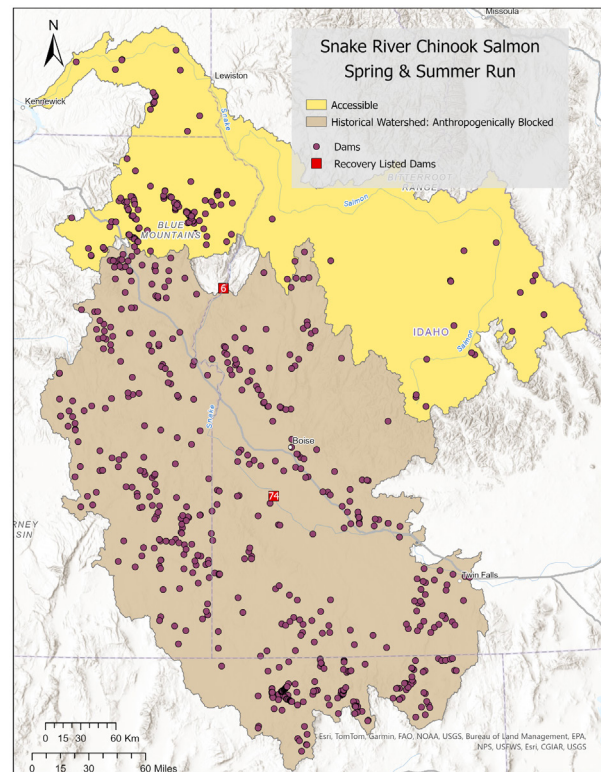 Missoula
N
Snake River Chinook Salmon
Spring & Summer Run
Lewiston
Kennewick
Accessible
Historical Watershed: Anthropogenically Blocked
Snake
Dams
Recovery Listed Dams
BITTERROOT
RANGE
Salmon
BLUE
MOUNTAINS
6
IDAHO
Salmon
Snake
Boise
74
RNEY
SIN
Twin Falls
0 15 30 60 Km
Esri, TomTom, Garmin, FAO, NOAA, USGS, Bureau of Land Management, EPA,
NPS, USFWS, Esri, CGIAR, USGS
0 15 30 60 Miles